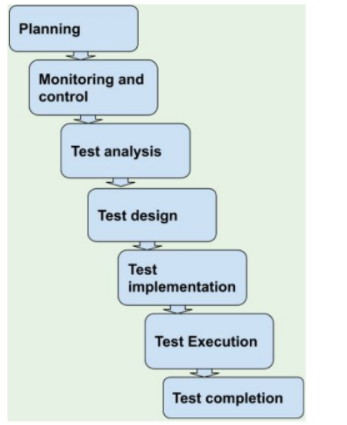 Planning
Monitoring and
control
Test analysis
Test design
Test
implementation
Test Execution
Test completion